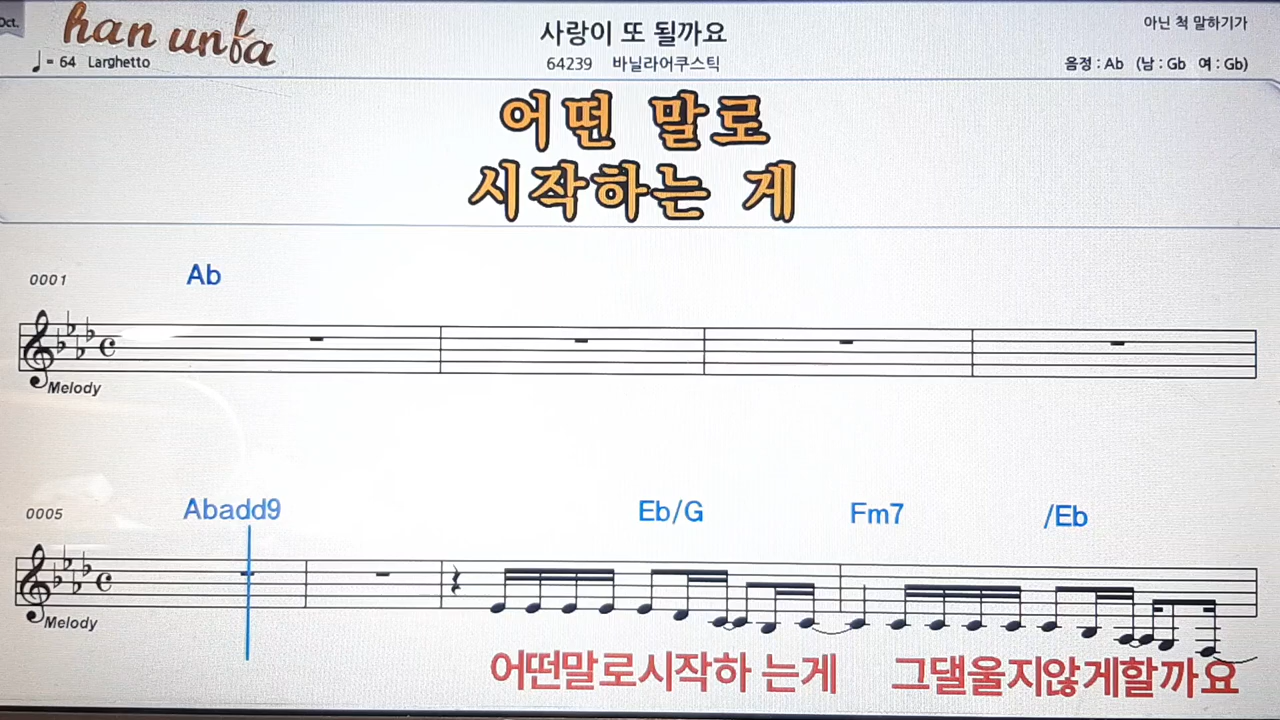 Oct.
han unfa
♩= 64 Larghetto
사랑이 또 될까요
64239 바닐라어쿠스틱
아닌 척 말하기가
음정 : Ab (남 : Gb 여 : Gb)
어떤 말로
시작하는 게
0001
Ab
Melody
0005
Abadd9 Eb/G Fm7 /Eb
Melody
어떤말로시작하 는게 그댈울지않게할까요